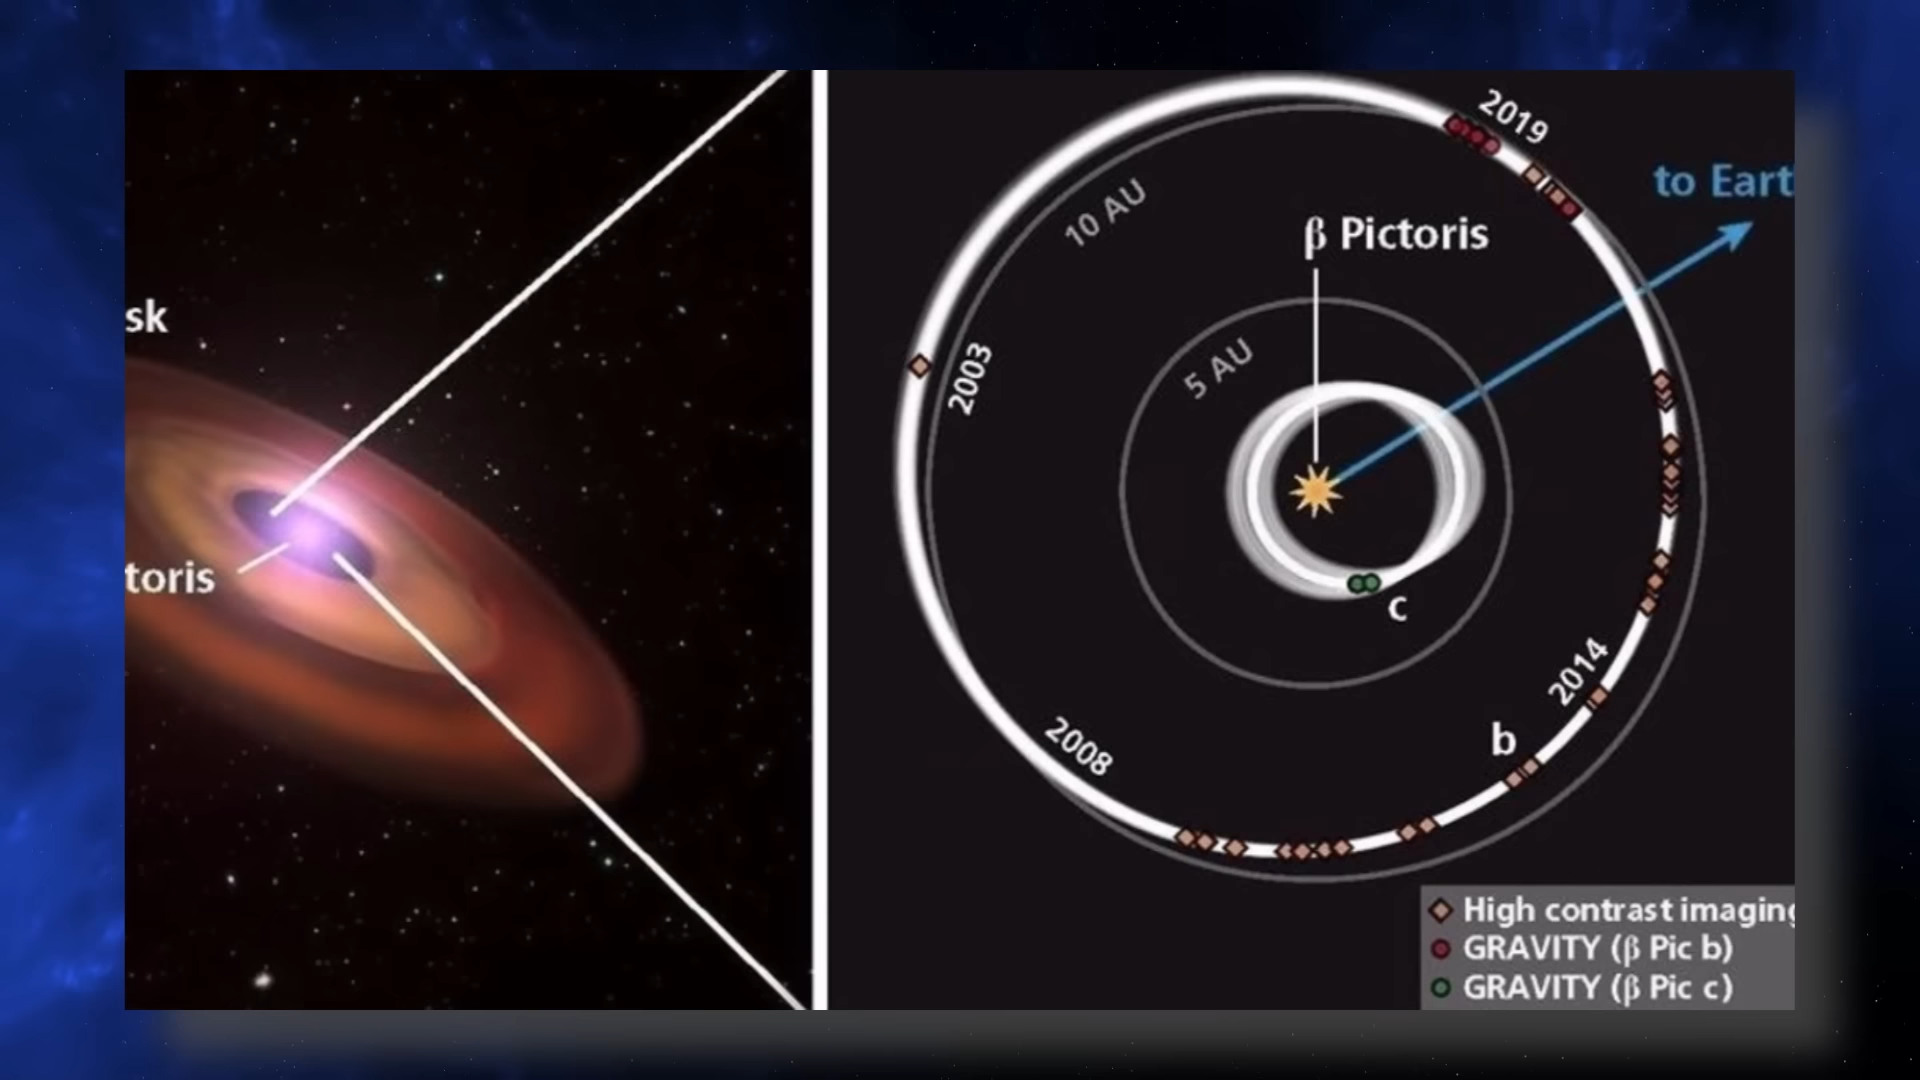 sk
toris
2019
to Eart
10 AU
β Pictoris
2003
5 AU
c
2014
b
2008
High contrast imaging
GRAVITY (β Pic b)
GRAVITY (β Pic c)